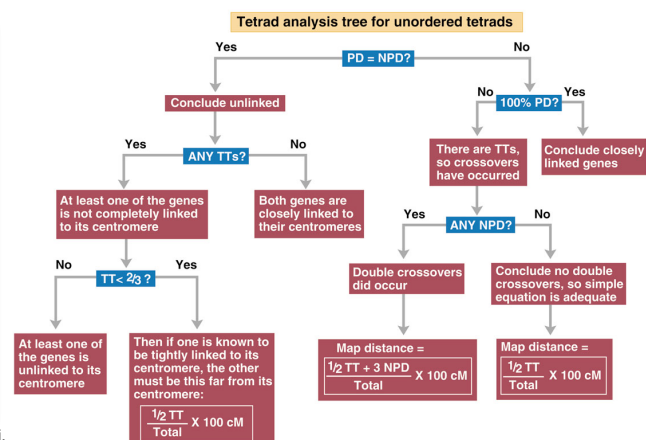 Tetrad analysis tree for unordered tetrads
Yes
PD = NPD?
No
Conclude unlinked
No
100% PD?
Yes
Yes
ANY TTs?
No
There are TTs,
so crossovers
have occurred
Conclude closely
linked genes
At least one of the genes
is not completely linked
to its centromere
Both genes are
closely linked to
their centromeres
Yes
ANY NPD?
No
No
TT< 2/3 ?
Yes
Double crossovers
did occur
Conclude no double
crossovers, so simple
equation is adequate
At least one of
the genes is
unlinked to its
centromere
Then if one is known to
be tightly linked to its
centromere, the other
must be this far from its
centromere:
1/2 TT
Total
X 100 cM
Map distance =
1/2 TT + 3 NPD
Total
X 100 cM
Map distance =
1/2 TT
Total
X 100 cM
i.